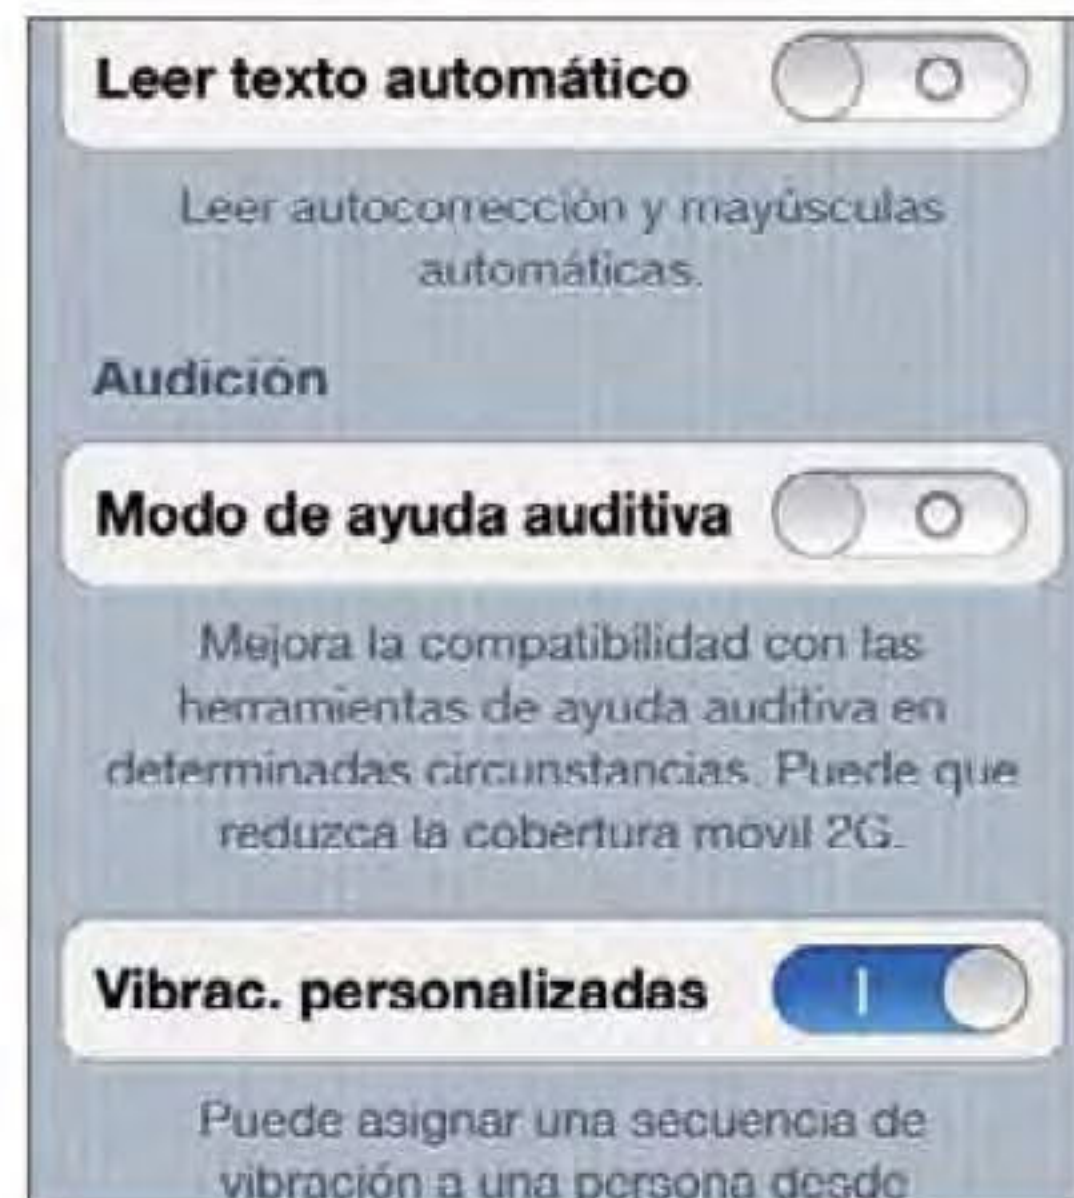 Leer texto automático
Leer autocorrección y mayúsculas
automáticas.
Audición
Modo de ayuda auditiva
Mejora la compatibilidad con las
herramientas de ayuda auditiva en
determinadas circunstancias. Puede que
reduzca la cobertura movil 2G.
Vibrac. personalizadas
Puede asignar una secuencia de
vibración a una persona desde